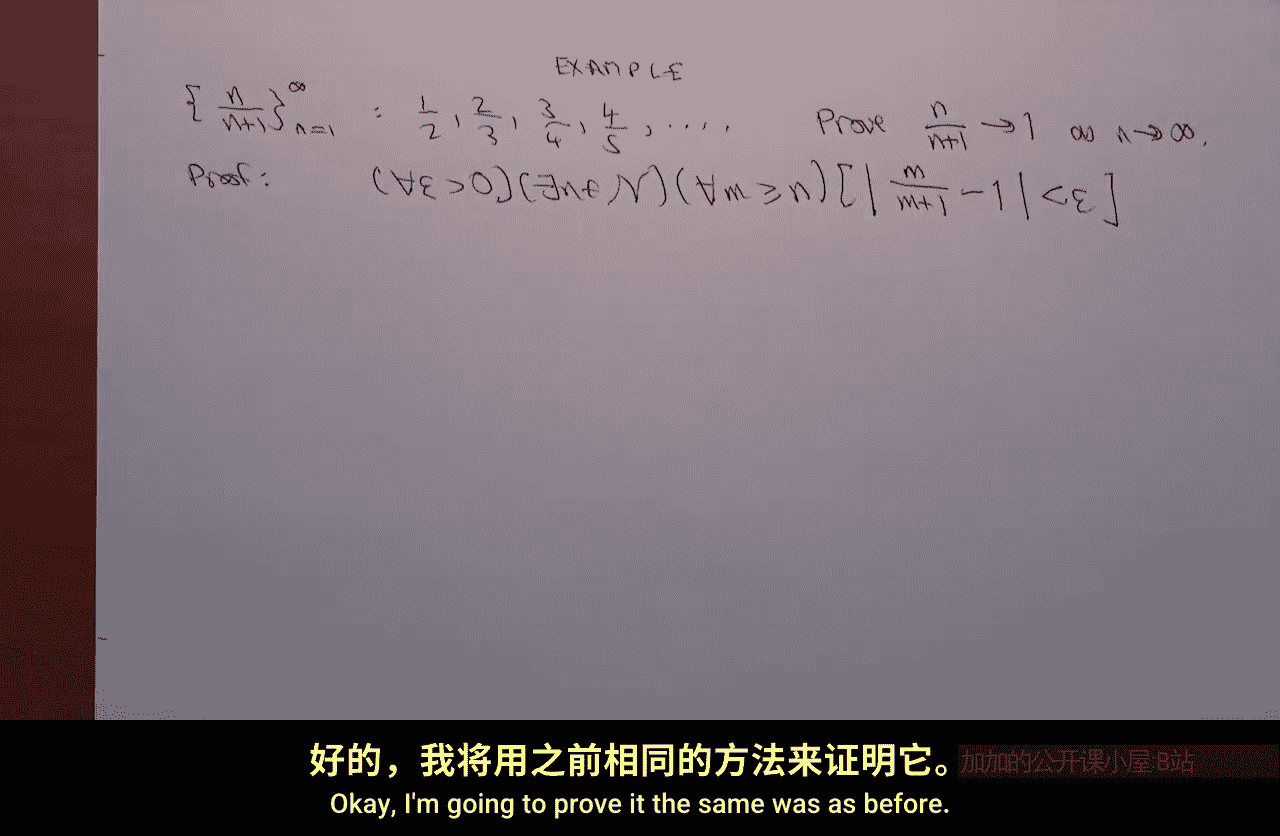 EXAMPLE
{n/(n+1)}_{n=1}^∞ : 1/2, 2/3, 3/4, 4/5, .... Prove n/(n+1) → 1 as n → ∞.
Proof: (∀ε>0)(∃n∈N)(∀m≥n)[|m/(m+1) - 1| < ε]
好的，我将用之前相同的方法来证明它。
加加的公开课小屋:B站
Okay, I'm going to prove it the same was as before.